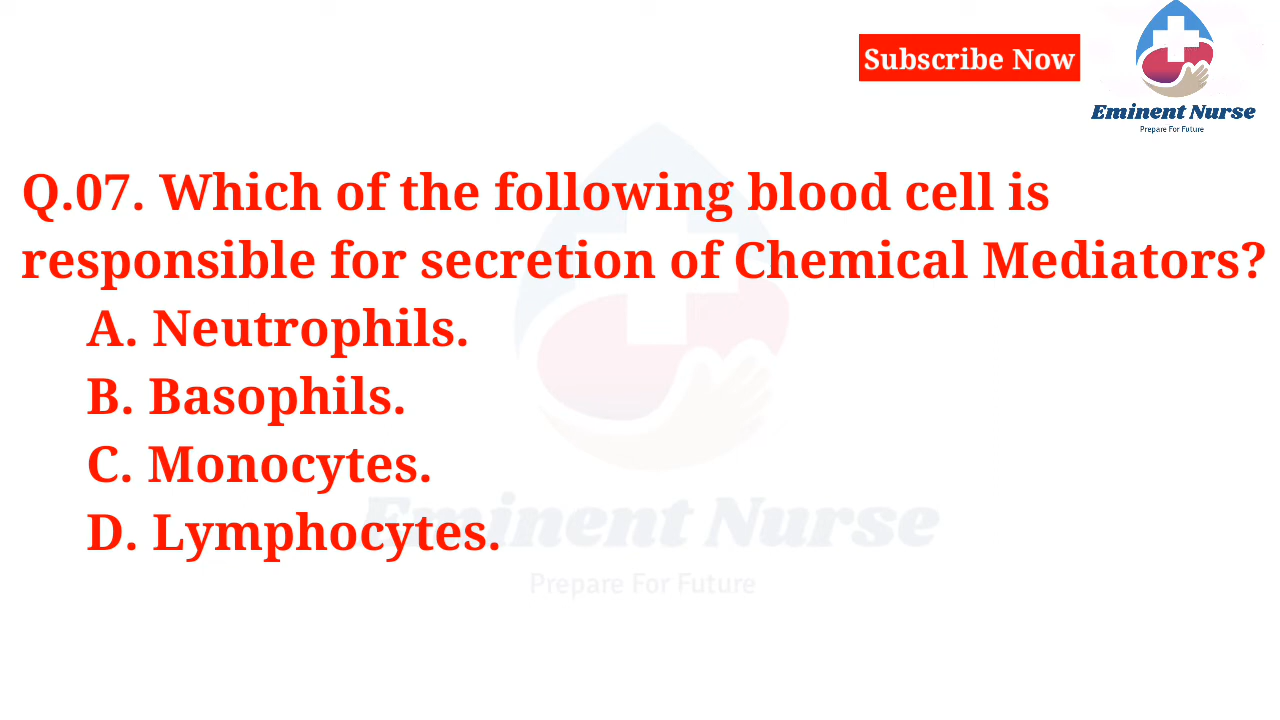 Subscribe Now
Eminent Nurse
Prepare For Future
Q.07. Which of the following blood cell is
responsible for secretion of Chemical Mediators?
A. Neutrophils.
B. Basophils.
C. Monocytes.
D. Lymphocytes.
Eminent Nurse
Prepare For Future